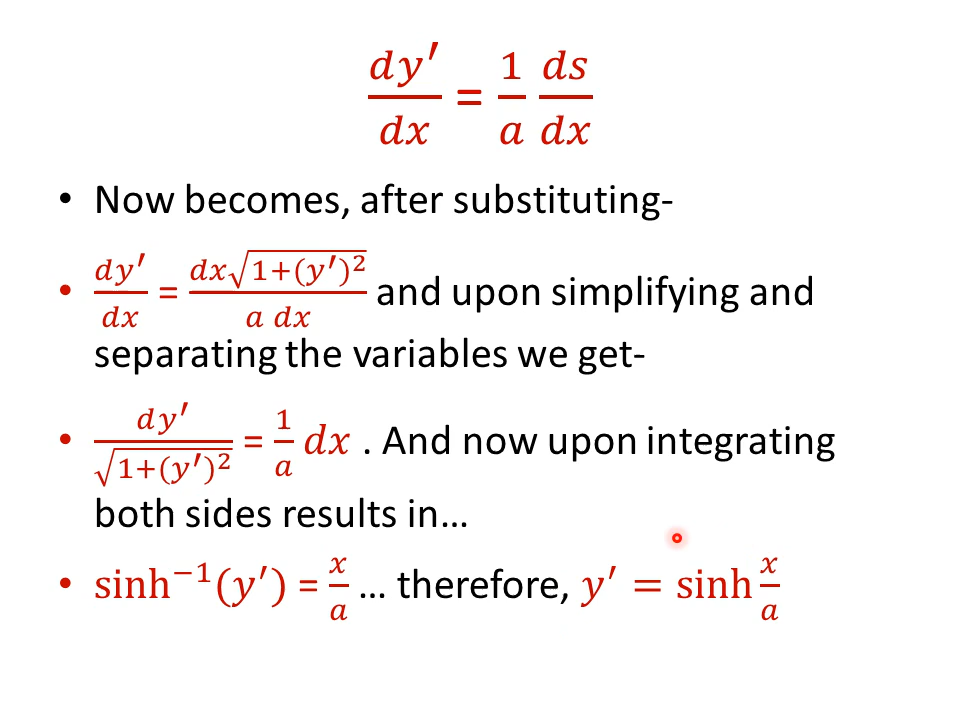 dy′/dx = 1/a ds/dx
• Now becomes, after substituting-
• dy′/dx = dx√(1+(y′)²)/(a dx) and upon simplifying and
separating the variables we get-
• dy′/√(1+(y′)²) = 1/a dx . And now upon integrating
both sides results in…
• sinh⁻¹(y′) = x/a … therefore, y′ = sinh x/a